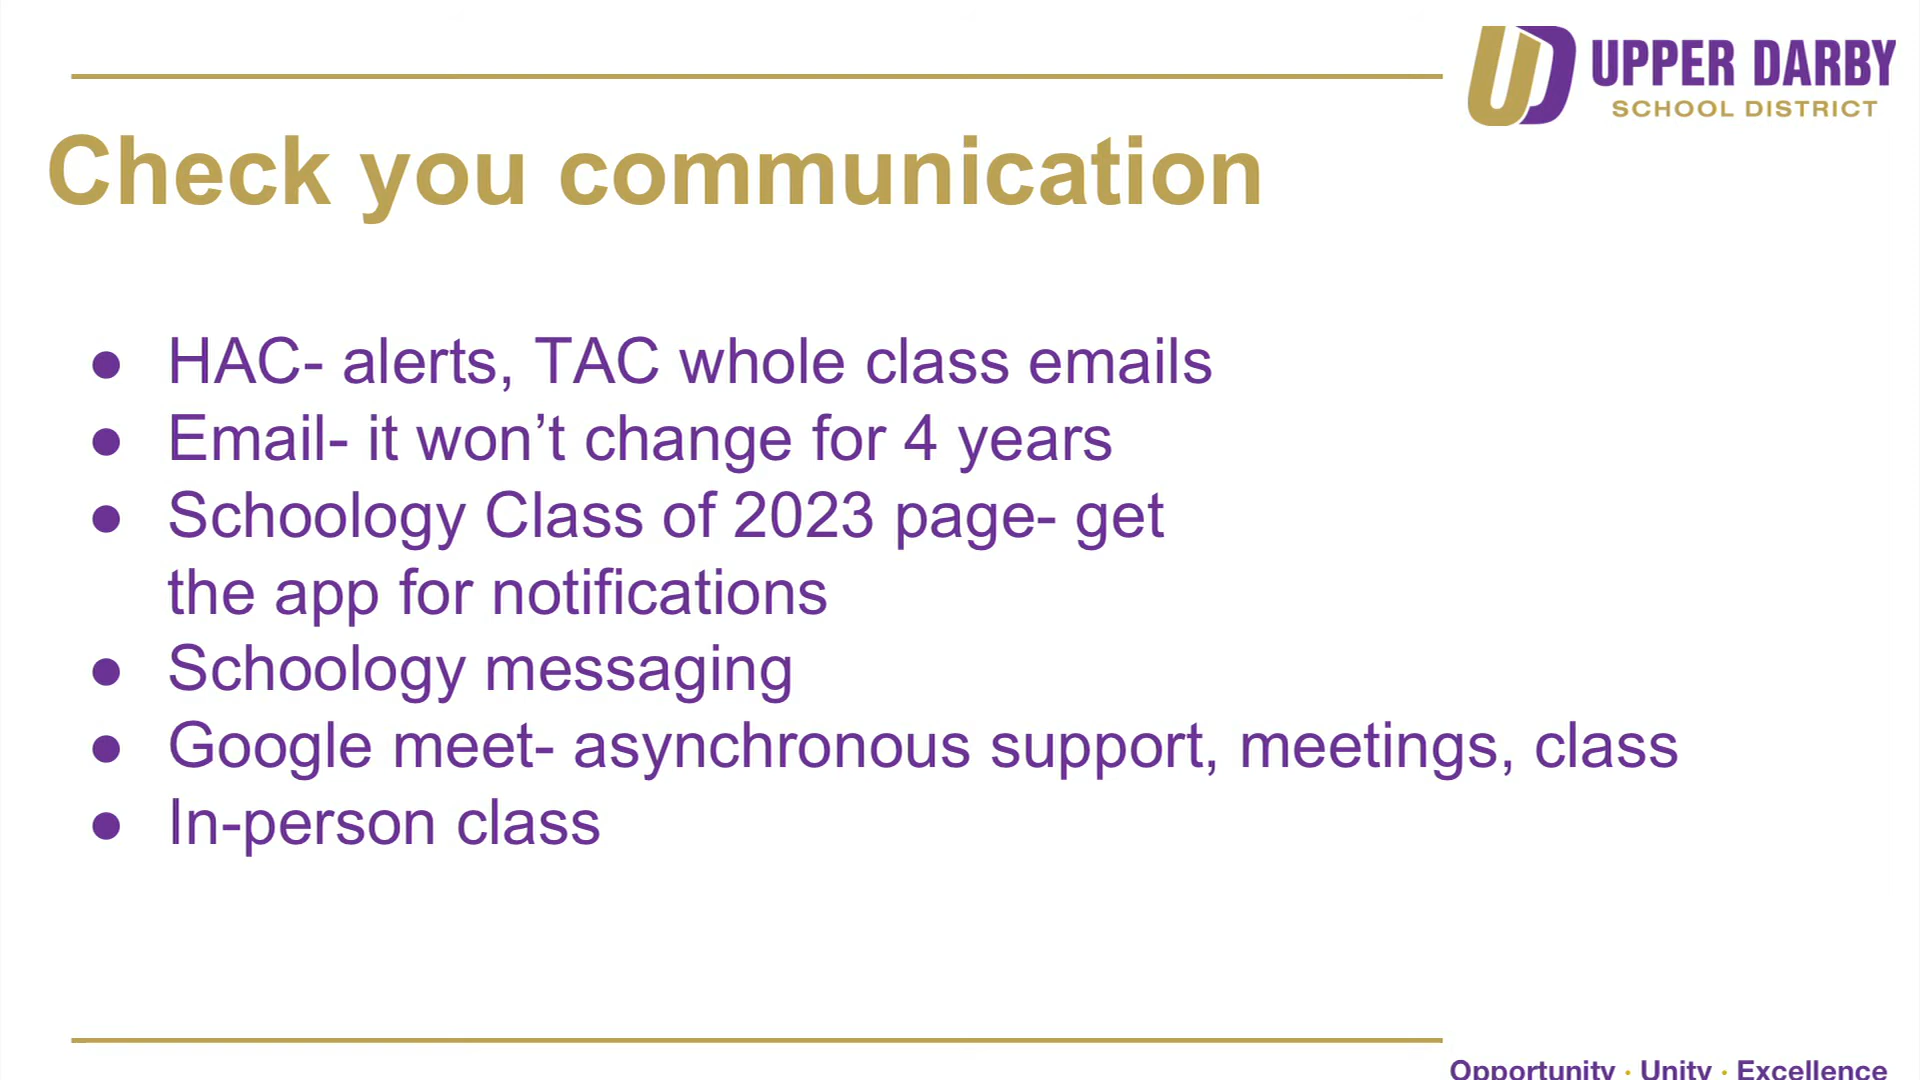 UPPER DARBY
SCHOOL DISTRICT
Check you communication
● HAC- alerts, TAC whole class emails
● Email- it won’t change for 4 years
● Schoology Class of 2023 page- get
the app for notifications
● Schoology messaging
● Google meet- asynchronous support, meetings, class
● In-person class
Opportunity · Unity · Excellence